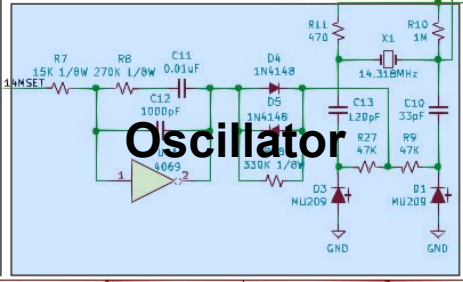 R11
470
R10
1M
X1
14.318MHz
R7
15K 1/8W
R8
270K 1/8W
C11
0.01uF
D4
1N4148
14MSET
C12
1000pF
D5
1N4148
C13
120pF
C10
33pF
Oscillator
4069
330K 1/8W
R27
47K
R9
47K
1
2
D3
MV209
D1
MV209
GND
GND